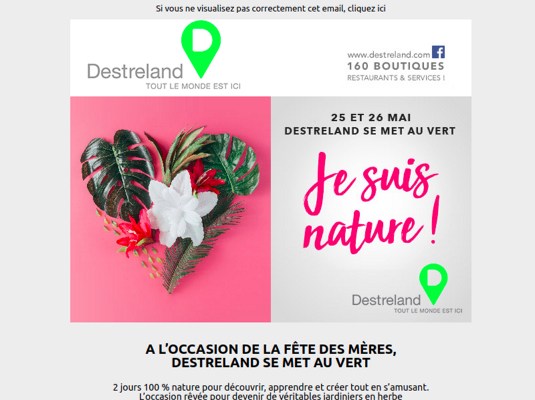 Si vous ne visualisez pas correctement cet email, cliquez ici
Destreland
TOUT LE MONDE EST ICI
www.destreland.com
160 BOUTIQUES
RESTAURANTS & SERVICES !
25 ET 26 MAI
DESTRELAND SE MET AU VERT
Je suis
nature !
Destreland
TOUT LE MONDE EST ICI
A L’OCCASION DE LA FÊTE DES MÈRES,
DESTRELAND SE MET AU VERT
2 jours 100 % nature pour découvrir, apprendre et créer tout en s’amusant.
L’occasion rêvée pour devenir de véritables jardiniers en herbe